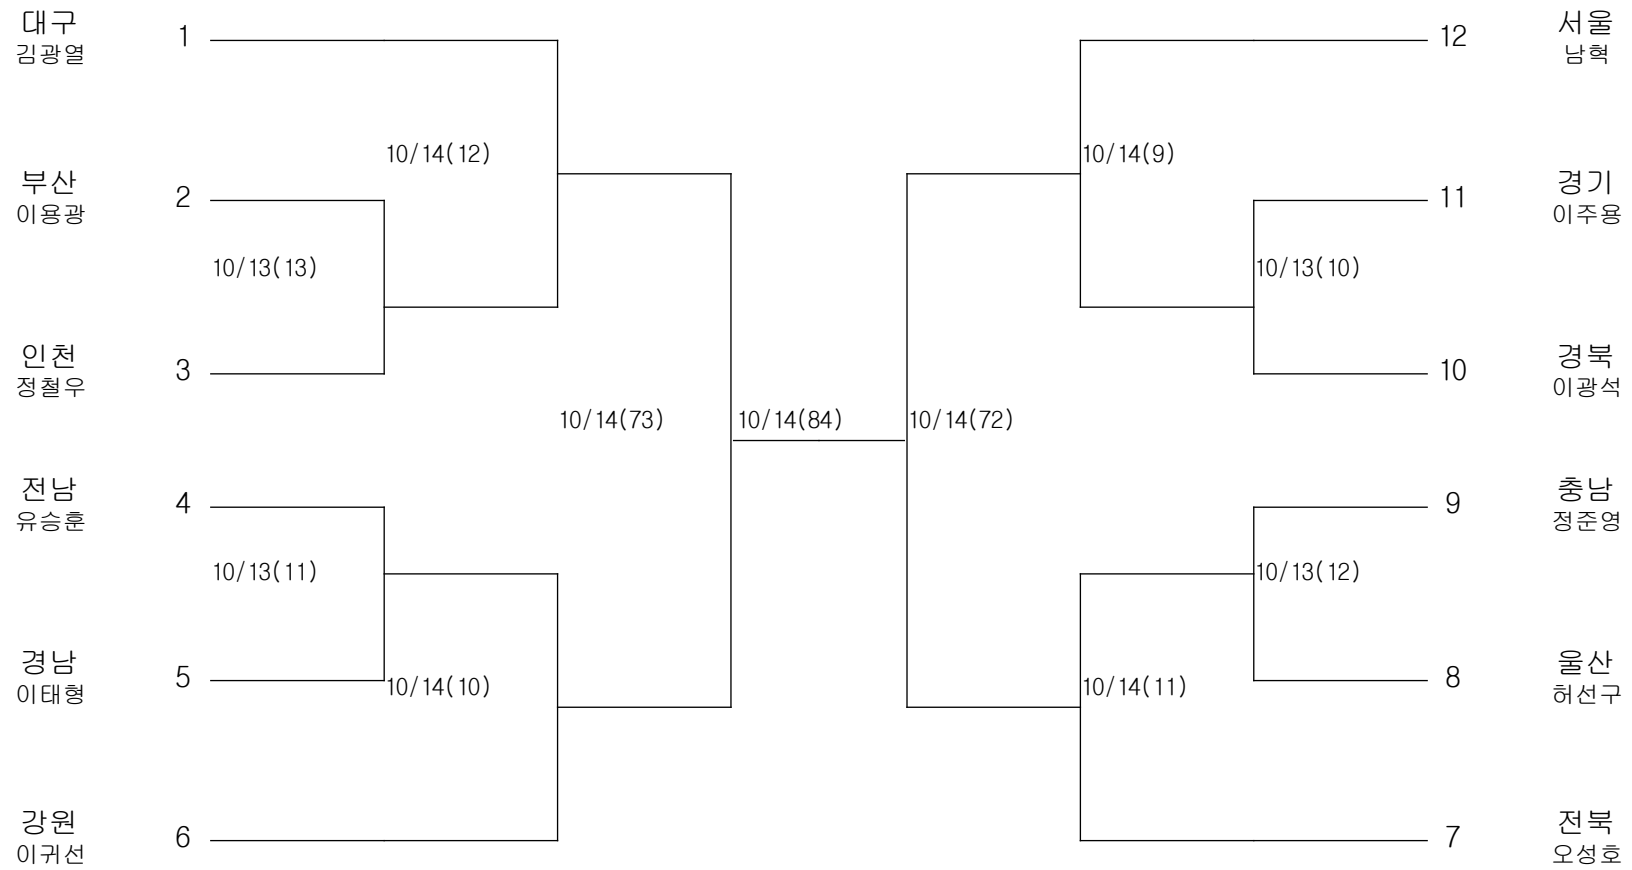 대구
김광열
1
12
서울
남혁
10/14(12)
10/14(9)
부산
이용광
2
11
경기
이주용
10/13(13)
10/13(10)
인천
정철우
3
10
경북
이광석
10/14(73)
10/14(84)
10/14(72)
전남
유승훈
4
9
충남
정준영
10/13(11)
10/13(12)
경남
이태형
5
10/14(10)
10/14(11)
8
울산
허선구
강원
이귀선
6
7
전북
오성호